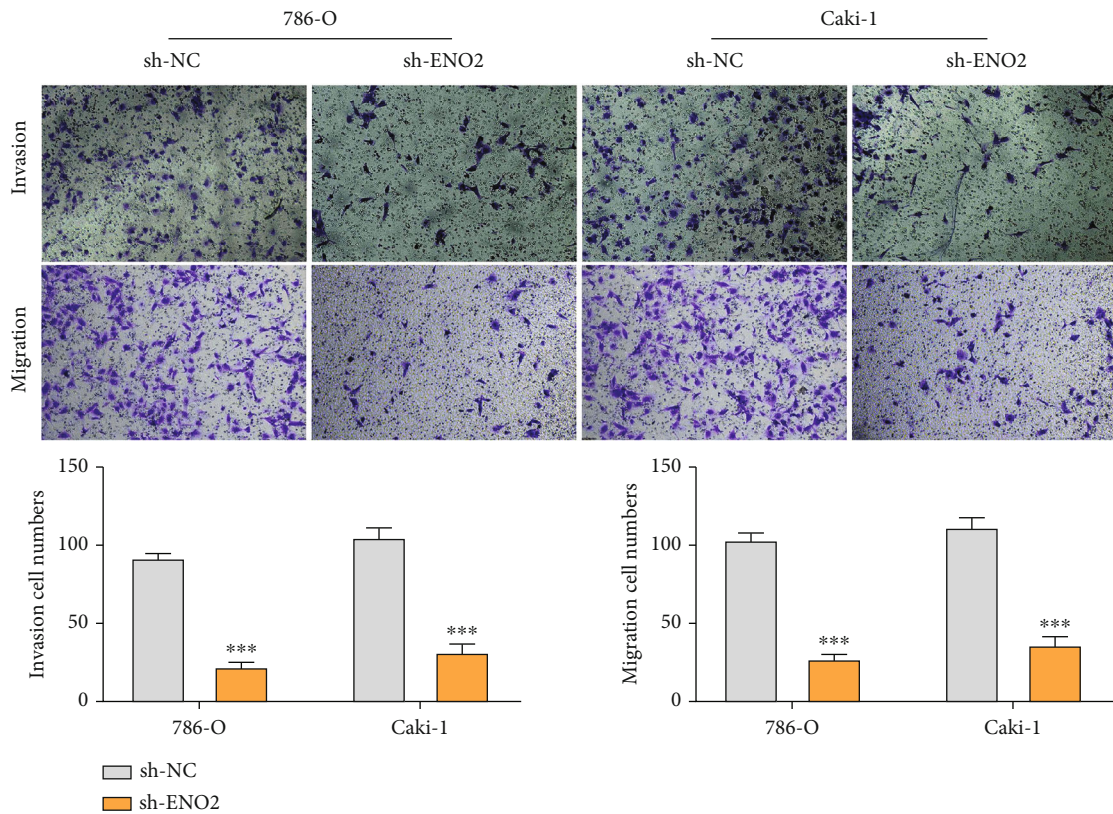 786-O
Caki-1
sh-NC
sh-ENO2
sh-NC
sh-ENO2
Invasion
Migration
150
100
50
0
Invasion cell numbers
***
***
786-O
Caki-1
150
100
50
0
Migration cell numbers
***
***
786-O
Caki-1
sh-NC
sh-ENO2